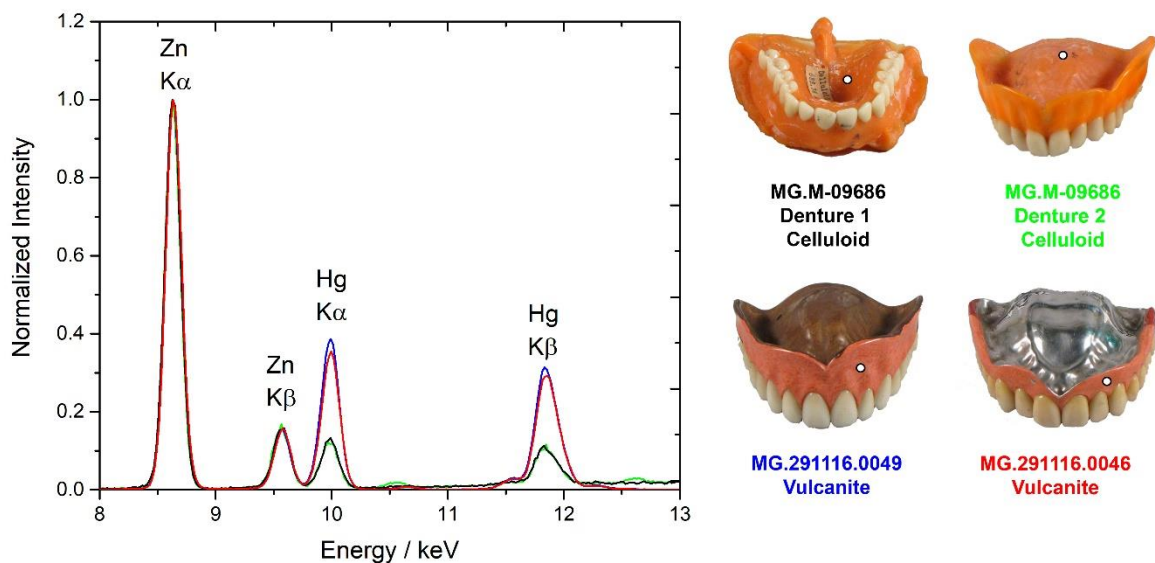 Normalized Intensity
1.2
1.0
0.8
0.6
0.4
0.2
0.0
Zn
Kα
Zn
Kβ
Hg
Kα
Hg
Kβ
8
9
10
11
12
13
Energy / keV
MG.M-09686
Denture 1
Celluloid
MG.M-09686
Denture 2
Celluloid
MG.291116.0049
Vulcanite
MG.291116.0046
Vulcanite